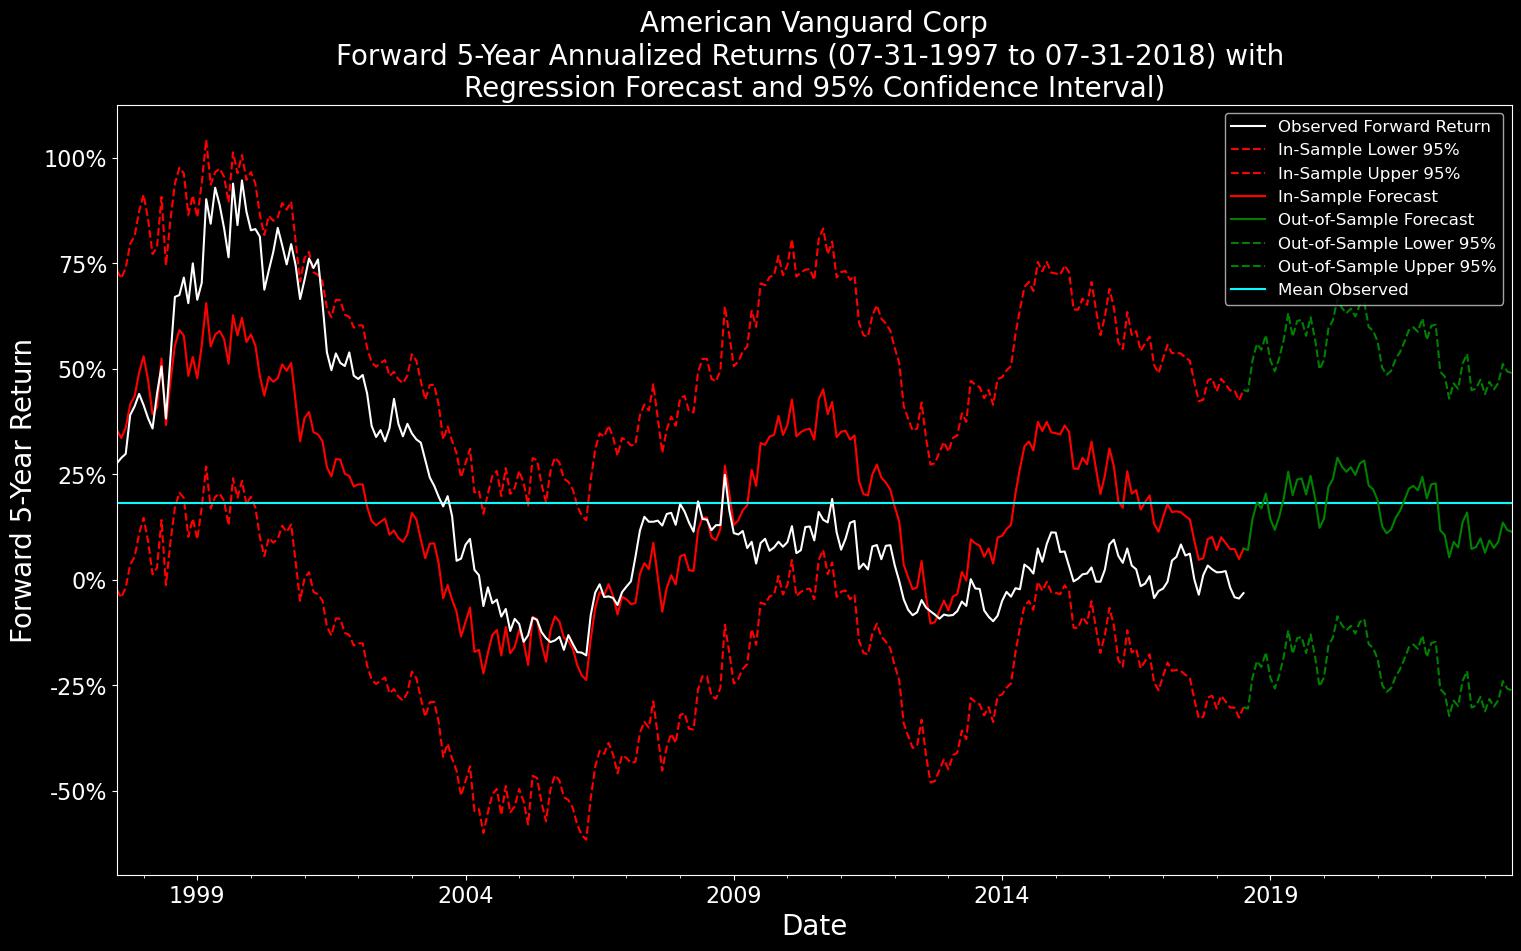 American Vanguard Corp
Forward 5-Year Annualized Returns (07-31-1997 to 07-31-2018) with
Regression Forecast and 95% Confidence Interval)
Forward 5-Year Return
100%
75%
50%
25%
0%
-25%
-50%
Observed Forward Return
In-Sample Lower 95%
In-Sample Upper 95%
In-Sample Forecast
Out-of-Sample Forecast
Out-of-Sample Lower 95%
Out-of-Sample Upper 95%
Mean Observed
1999
2004
2009
2014
2019
Date